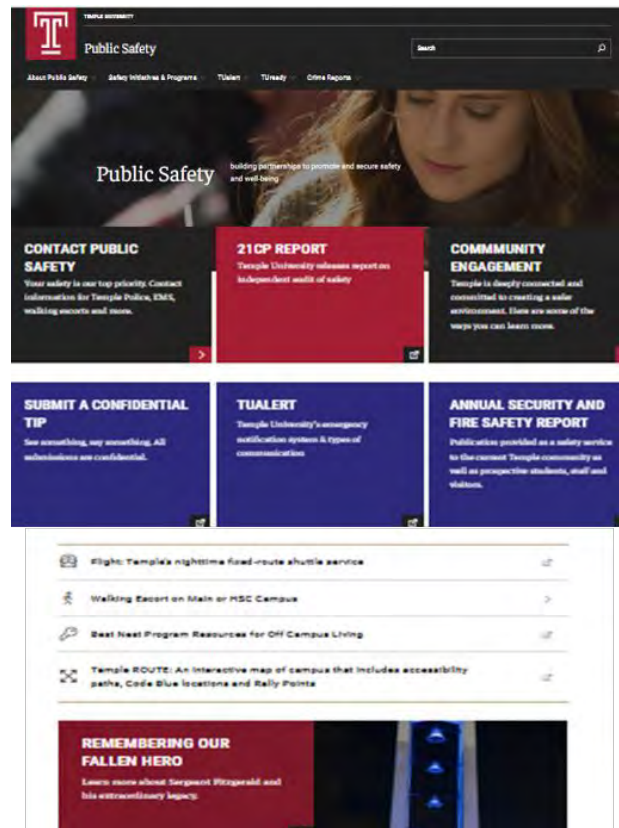 TEMPLE UNIVERSITY
Public Safety
Search
About Public Safety Safety Initiatives & Programs TUalert TUready Crime Reports
Public Safety
building partnerships to promote and secure safety
and well-being
CONTACT PUBLIC
SAFETY
Your safety is our top priority. Contact
information for Temple Police, EMS,
walking escorts and more.
21CP REPORT
Temple University releases report on
independent audit of safety
COMMMUNITY
ENGAGEMENT
Temple is deeply connected and
committed to creating a safer
environment. Here are some of the
ways you can learn more.
SUBMIT A CONFIDENTIAL
TIP
See something, say something. All
submissions are confidential.
TUALERT
Temple University's emergency
notification system & types of
communication
ANNUAL SECURITY AND
FIRE SAFETY REPORT
Publication provided as a safety service
to the current Temple community as
well as prospective students, staff and
visitors.
Flight: Temple's nighttime fixed-route shuttle service
Walking Escort on Main or HSC Campus
Best Nest Program Resources for Off Campus Living
Temple ROUTE: An interactive map of campus that includes accessibility
paths, Code Blue locations and Rally Points
REMEMBERING OUR
FALLEN HERO
Learn more about Sergeant Fitzgerald and
his extraordinary legacy.